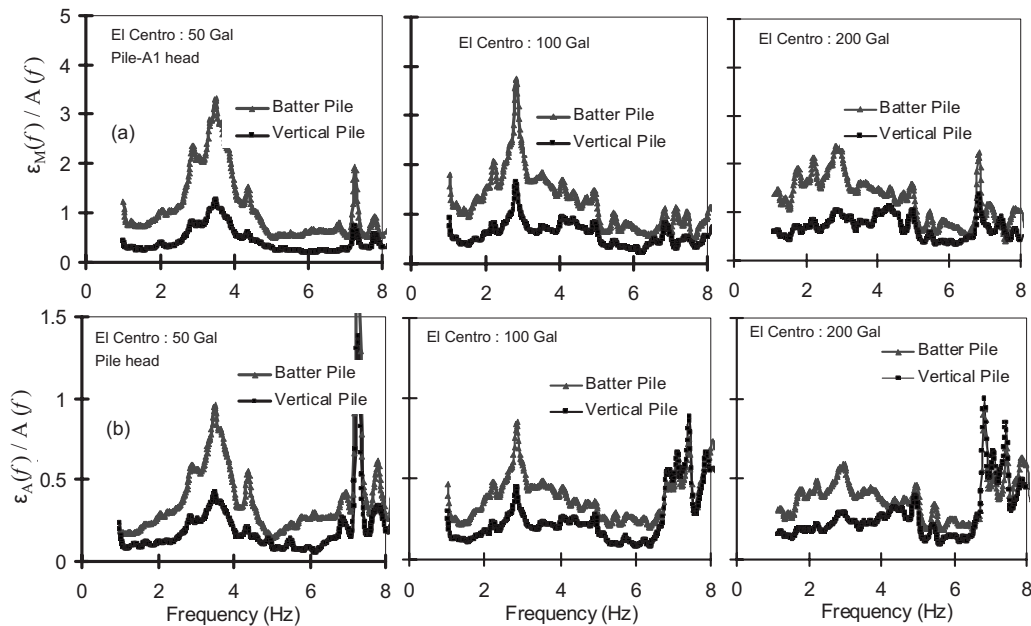 El Centro : 50 Gal
Pile-A1 head
Batter Pile
Vertical Pile
(a)
εM(f) / A(f)
5
4
3
2
1
0
0 2 4 6 8
El Centro : 100 Gal
Batter Pile
Vertical Pile
0 2 4 6 8
El Centro : 200 Gal
Batter Pile
Vertical Pile
0 2 4 6 8
El Centro : 50 Gal
Pile head
Batter Pile
Vertical Pile
(b)
εA(f) / A(f)
1.5
1
0.5
0
0 2 4 6 8
Frequency (Hz)
El Centro : 100 Gal
Batter Pile
Vertical Pile
0 2 4 6 8
Frequency (Hz)
El Centro : 200 Gal
Batter Pile
Vertical Pile
0 2 4 6 8
Frequency (Hz)